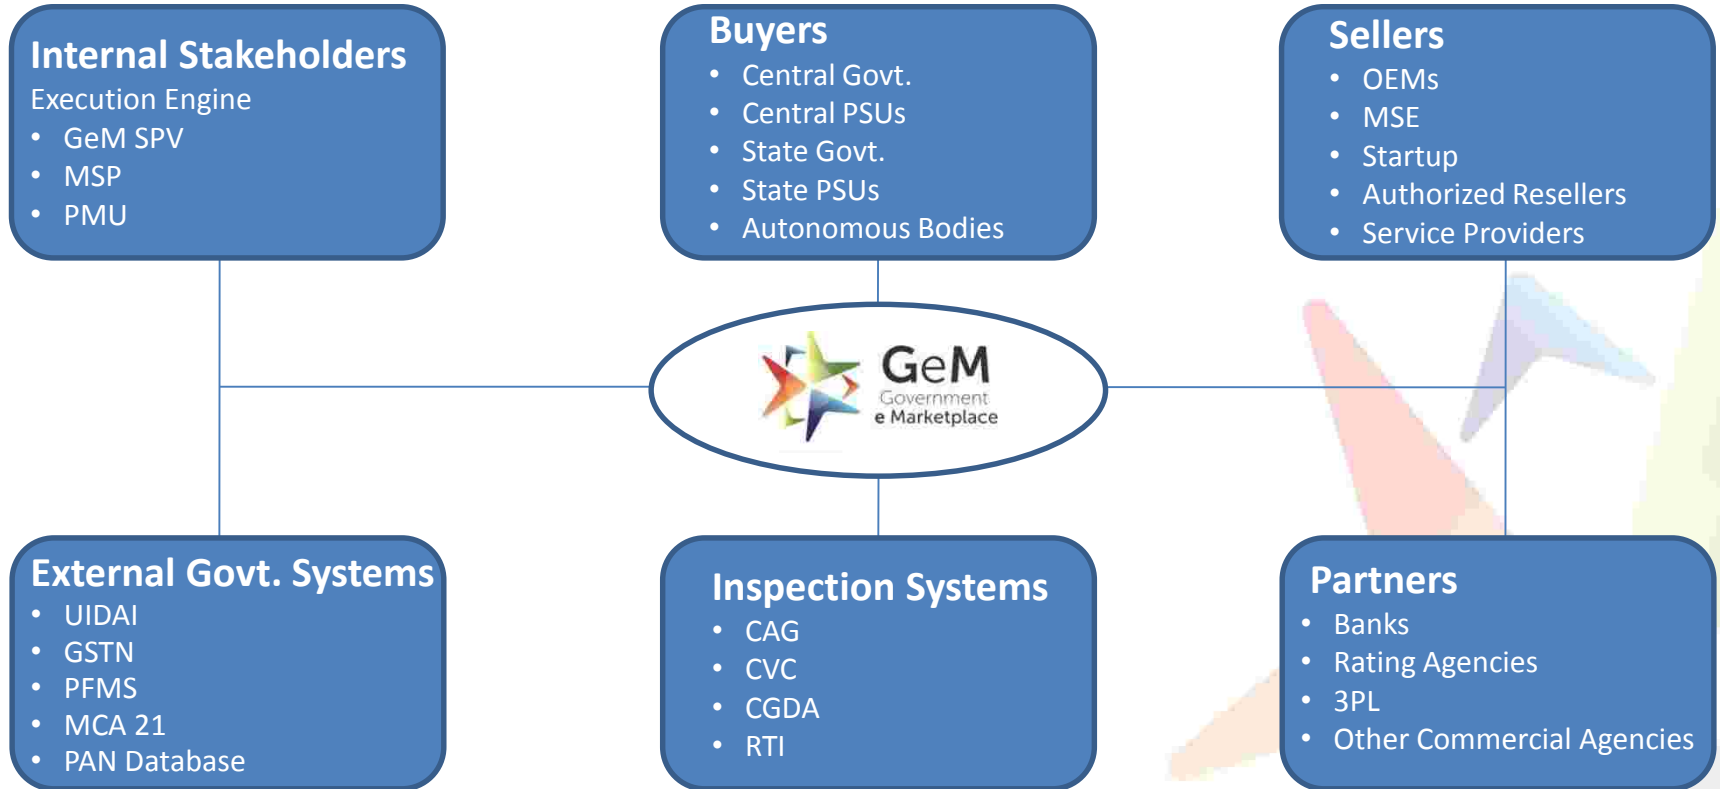 Internal Stakeholders
Execution Engine
• GeM SPV
• MSP
• PMU
Buyers
• Central Govt.
• Central PSUs
• State Govt.
• State PSUs
• Autonomous Bodies
Sellers
• OEMs
• MSE
• Startup
• Authorized Resellers
• Service Providers
GeM
Government
e Marketplace
External Govt. Systems
• UIDAI
• GSTN
• PFMS
• MCA 21
• PAN Database
Inspection Systems
• CAG
• CVC
• CGDA
• RTI
Partners
• Banks
• Rating Agencies
• 3PL
• Other Commercial Agencies